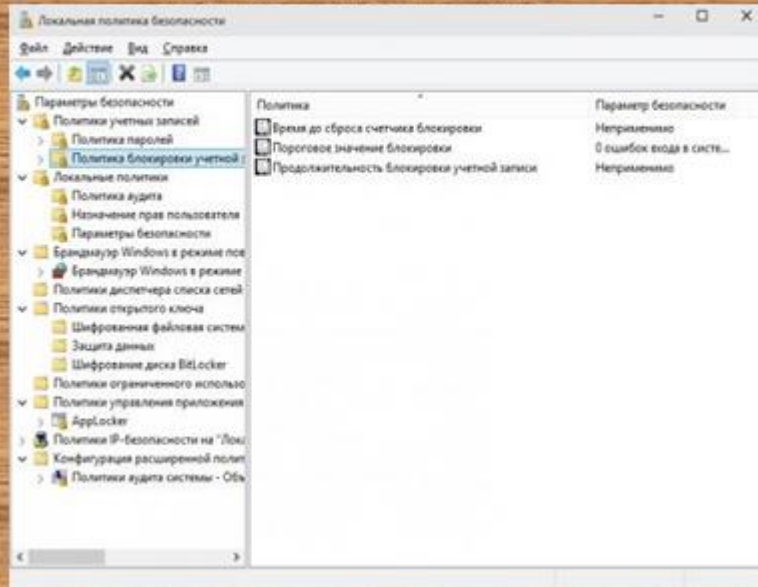 Локальная политика безопасности
Файл Действие Вид Справка
Параметры безопасности
Политики учетных записей
Политика паролей
Политика блокировки учетной з
Локальные политики
Политика аудита
Назначение прав пользователя
Параметры безопасности
Брандмауэр Windows в режиме пов
Брандмауэр Windows в режиме
Политики диспетчера списка сетей
Политики открытого ключа
Шифрованная файловая систем
Защита данных
Шифрование диска BitLocker
Политики ограниченного использо
Политики управления приложения
AppLocker
Политики IP-безопасности на "Лока
Конфигурация расширенной полит
Политики аудита системы - Объ
Политика Параметр безопасности
Время до сброса счетчика блокировки Неприменимо
Пороговое значение блокировки 0 ошибок входа в систе...
Продолжительность блокировки учетной записи Неприменимо